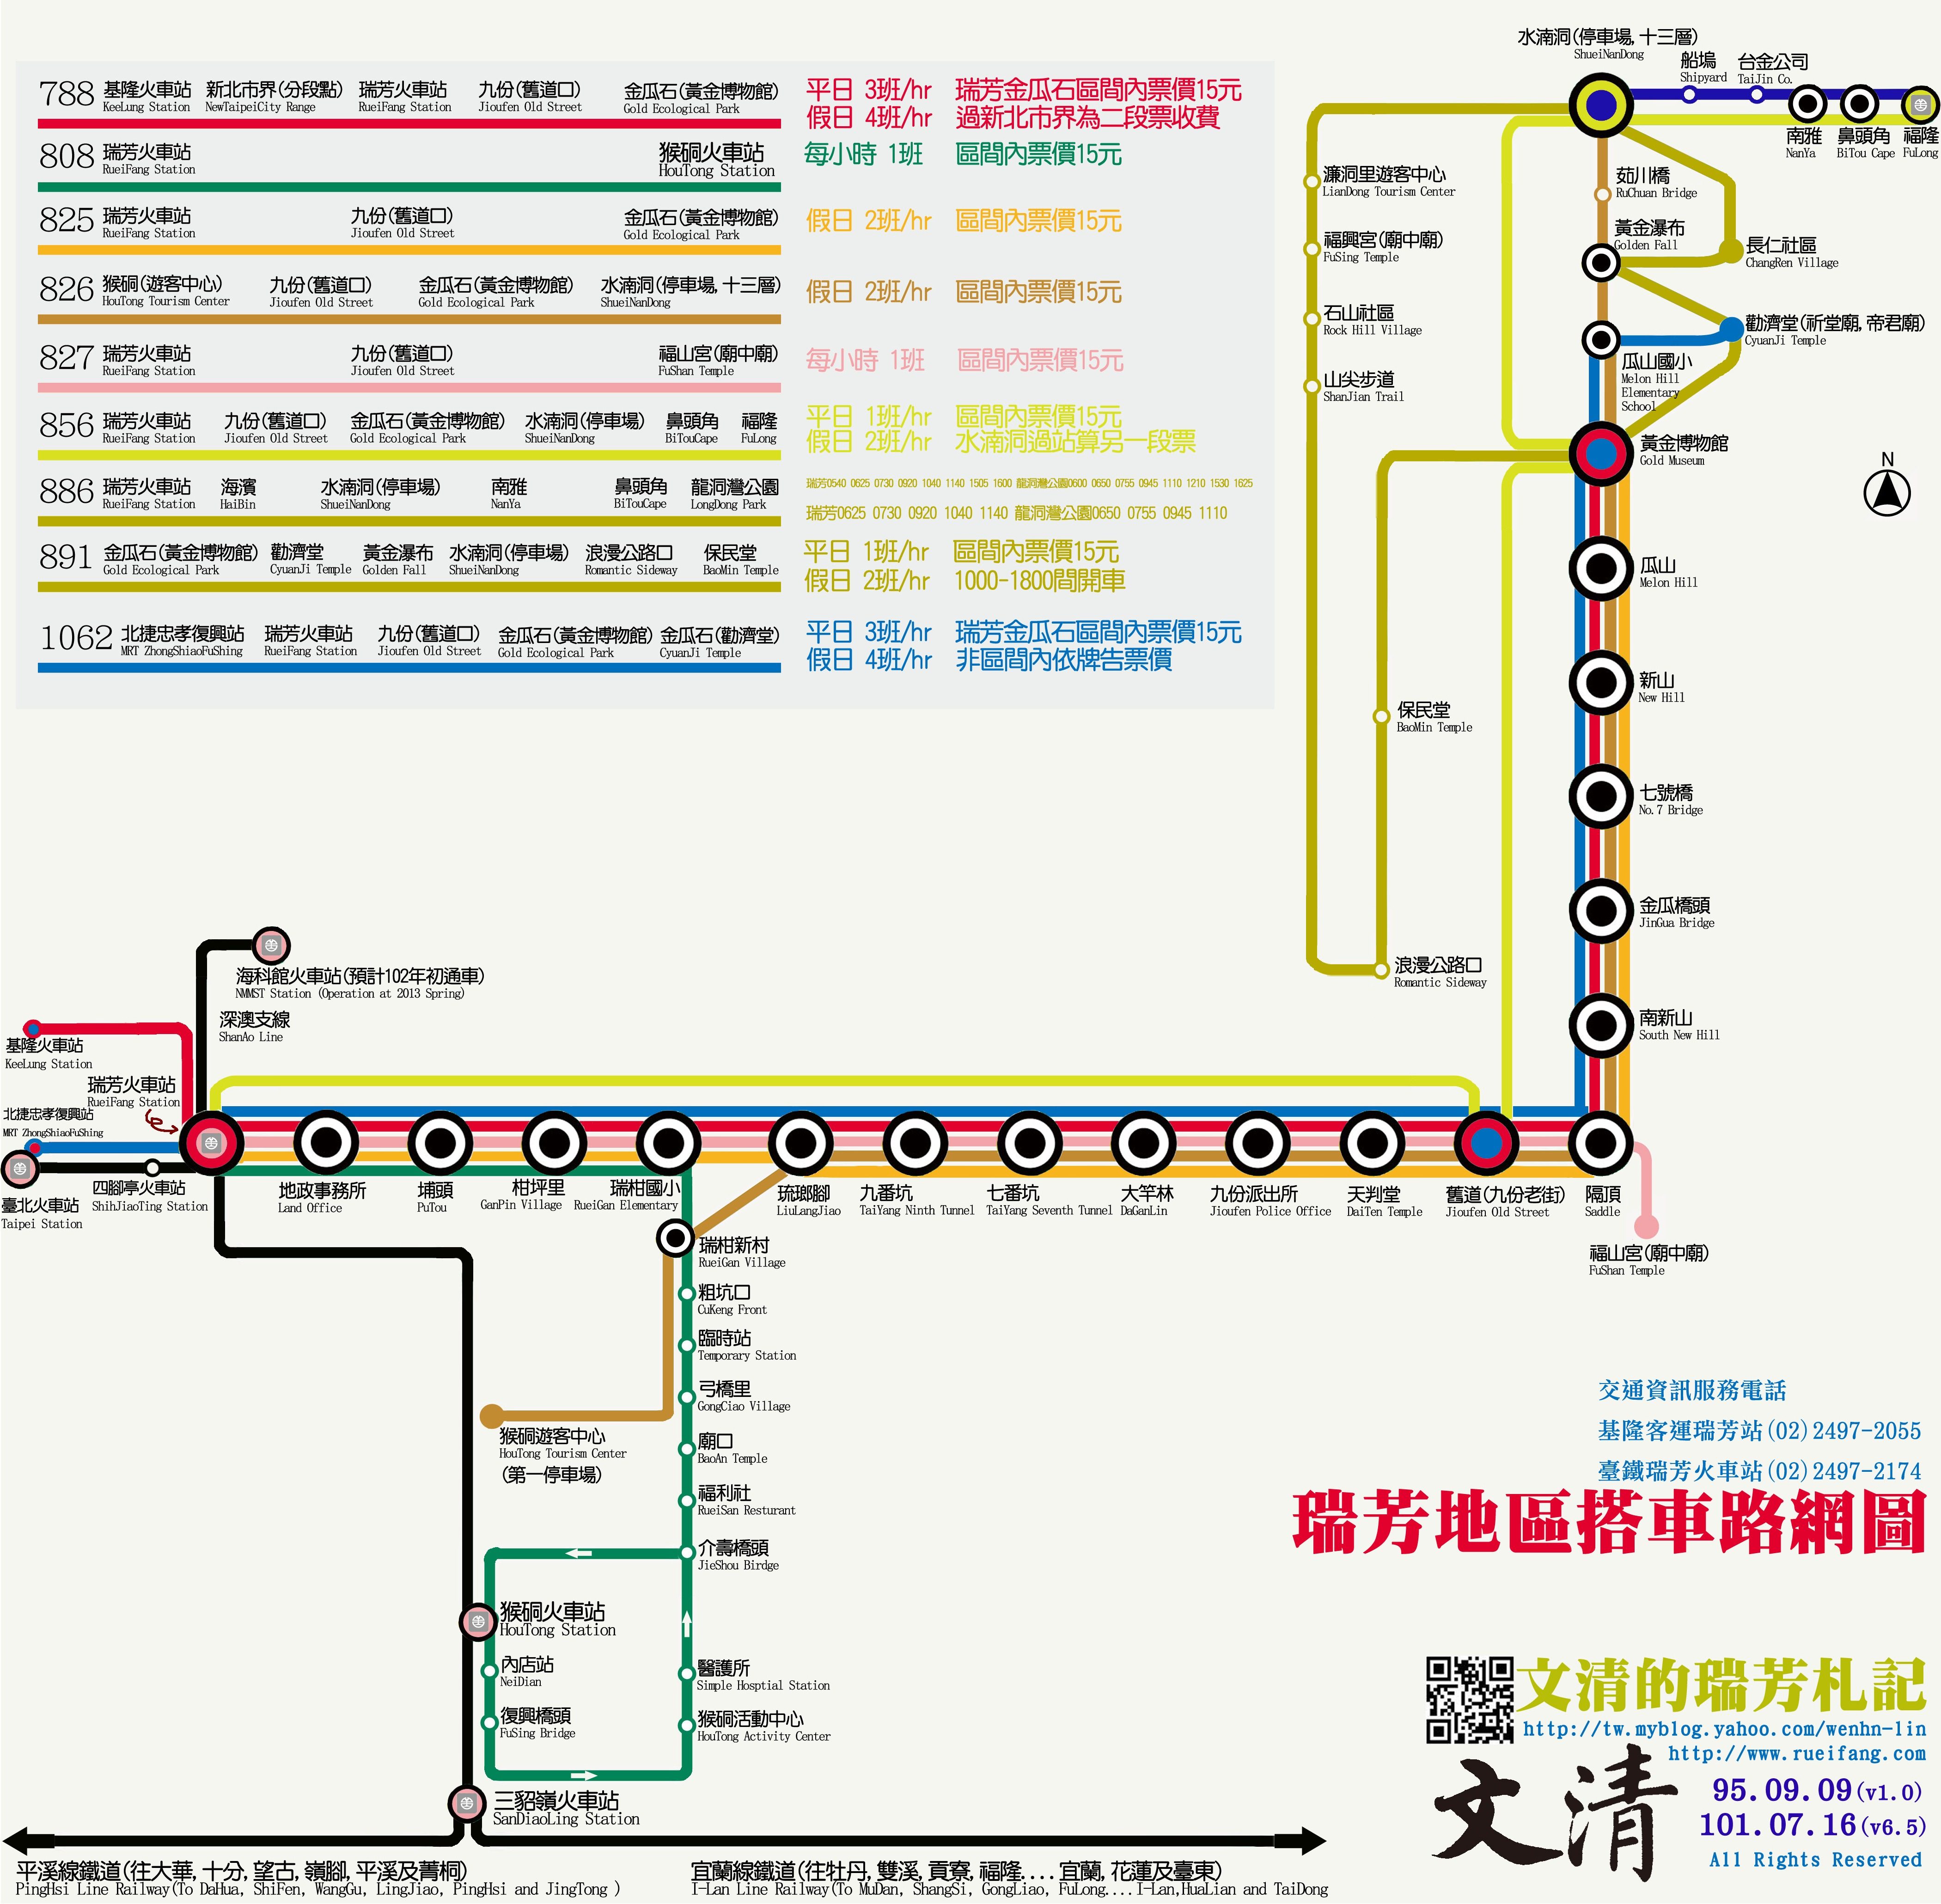 788 基隆火車站 新北市界(分段點) 瑞芳火車站 九份(舊道口) 金瓜石(黃金博物館) 平日 3班/hr 瑞芳金瓜石區間內票價15元
KeeLung Station NewTaipeiCity Range RueiFang Station Jioufen Old Street Gold Ecological Park 假日 4班/hr 過新北市界為二段票收費
808 瑞芳火車站 猴硐火車站 每小時 1班 區間內票價15元
RueiFang Station HouTong Station
825 瑞芳火車站 九份(舊道口) 金瓜石(黃金博物館) 假日 2班/hr 區間內票價15元
RueiFang Station Jioufen Old Street Gold Ecological Park
826 猴硐(遊客中心) 九份(舊道口) 金瓜石(黃金博物館) 水湳洞(停車場,十三層) 假日 2班/hr 區間內票價15元
HouTong Tourism Center Jioufen Old Street Gold Ecological Park ShueiNanDong
827 瑞芳火車站 九份(舊道口) 福山宮(廟中廟) 每小時 1班 區間內票價15元
RueiFang Station Jioufen Old Street FuShan Temple
856 瑞芳火車站 九份(舊道口) 金瓜石(黃金博物館) 水湳洞(停車場) 鼻頭角 福隆 平日 1班/hr 區間內票價15元
RueiFang Station Jioufen Old Street Gold Ecological Park ShueiNanDong BiTouCape FuLong 假日 2班/hr 水湳洞過站算另一段票
886 瑞芳火車站 海濱 水湳洞(停車場) 南雅 鼻頭角 龍洞灣公園 瑞芳0540 0625 0730 0920 1040 1140 1505 1600 龍洞灣公園0600 0650 0755 0945 1110 1210 1530 1625
RueiFang Station HaiBin ShueiNanDong NanYa BiTouCape LongDong Park 瑞芳0625 0730 0920 1040 1140 龍洞灣公園0650 0755 0945 1110
891 金瓜石(黃金博物館) 勸濟堂 黃金瀑布 水湳洞(停車場) 浪漫公路口 保民堂 平日 1班/hr 區間內票價15元
Gold Ecological Park CyuanJi Temple Golden Fall ShueiNanDong Romantic Sideway BaoMin Temple 假日 2班/hr 1000-1800間開車
1062 北捷忠孝復興站 瑞芳火車站 九份(舊道口) 金瓜石(黃金博物館) 金瓜石(勸濟堂) 平日 3班/hr 瑞芳金瓜石區間內票價15元
MRT ZhongShiaoFuShing RueiFang Station Jioufen Old Street Gold Ecological Park CyuanJi Temple 假日 4班/hr 非區間內依牌告票價
水湳洞(停車場,十三層)
ShueiNanDong
船塢
Shipyard
台金公司
TaiJin Co.
南雅
NanYa
鼻頭角
BiTou Cape
福隆
FuLong
濂洞里遊客中心
LianDong Tourism Center
福興宮(廟中廟)
FuSing Temple
石山社區
Rock Hill Village
山尖步道
ShanJian Trail
茹川橋
RuChuan Bridge
黃金瀑布
Golden Fall
長仁社區
ChangRen Village
勸濟堂(祈堂廟,帝君廟)
CyuanJi Temple
瓜山國小
Melon Hill
Elementary
School
黃金博物館
Gold Museum
N
瓜山
Melon Hill
新山
New Hill
保民堂
BaoMin Temple
七號橋
No.7 Bridge
金瓜橋頭
JinGua Bridge
浪漫公路口
Romantic Sideway
南新山
South New Hill
海科館火車站(預計102年初通車)
NMMST Station (Operation at 2013 Spring)
深澳支線
ShanAo Line
基隆火車站
KeeLung Station
瑞芳火車站
RueiFang Station
北捷忠孝復興站
MRT ZhongShiaoFuShing
臺北火車站
Taipei Station
四腳亭火車站
ShihJiaoTing Station
地政事務所
Land Office
埔頭
PuTou
柑坪里
GanPin Village
瑞柑國小
RueiGan Elementary
琉瑯腳
LiuLangJiao
九番坑
TaiYang Ninth Tunnel
七番坑
TaiYang Seventh Tunnel
大竿林
DaGanLin
九份派出所
Jioufen Police Office
天判堂
DaiTen Temple
舊道(九份老街)
Jioufen Old Street
隔頂
Saddle
福山宮(廟中廟)
FuShan Temple
瑞柑新村
RueiGan Village
粗坑口
CuKeng Front
臨時站
Temporary Station
弓橋里
GongCiao Village
猴硐遊客中心
HouTong Tourism Center
(第一停車場)
廟口
BaoAn Temple
福利社
RueiSan Resturant
介壽橋頭
JieShou Birdge
猴硐火車站
HouTong Station
內店站
NeiDian
復興橋頭
FuSing Bridge
醫護所
Simple Hosptial Station
猴硐活動中心
HouTong Activity Center
三貂嶺火車站
SanDiaoLing Station
平溪線鐵道(往大華,十分,望古,嶺腳,平溪及菁桐)
PingHsi Line Railway(To DaHua, ShiFen, WangGu, LingJiao, PingHsi and JingTong )
宜蘭線鐵道(往牡丹,雙溪,貢寮,福隆....宜蘭,花蓮及臺東)
I-Lan Line Railway(To MuDan, ShangSi, GongLiao, FuLong....I-Lan,HuaLian and TaiDong
交通資訊服務電話
基隆客運瑞芳站(02)2497-2055
臺鐵瑞芳火車站(02)2497-2174
瑞芳地區搭車路網圖
文清的瑞芳札記
http://tw.myblog.yahoo.com/wenhn-lin
http://www.rueifang.com
文清
95.09.09(v1.0)
101.07.16(v6.5)
All Rights Reserved